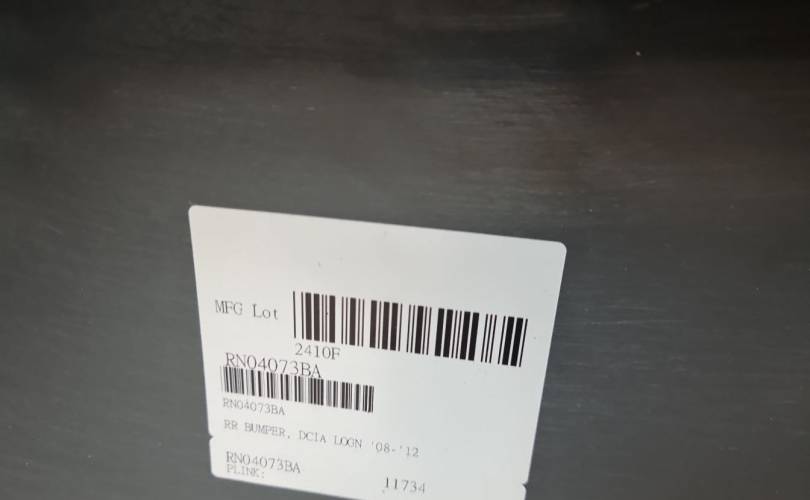 MFG Lot
2410F
RN04073BA
RN04073BA
RR BUMPER, DCIA LOGN '08-'12
RN04073BA
PLINK:
11734